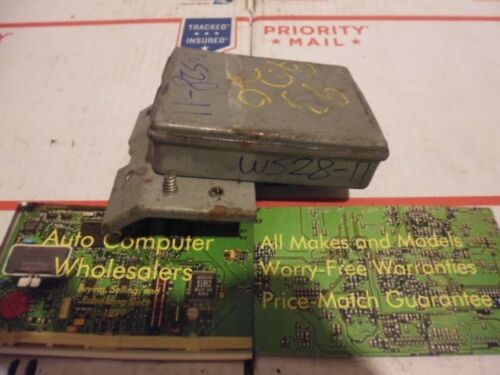 TRACKED
INSURED
PRIORITY
MAIL
WS28-11
Auto Computer
Wholesalers
Buying, Selling, and
Rebuilding Since
All Makes and Models
Worry-Free Warranties
Price-Match Guarantee